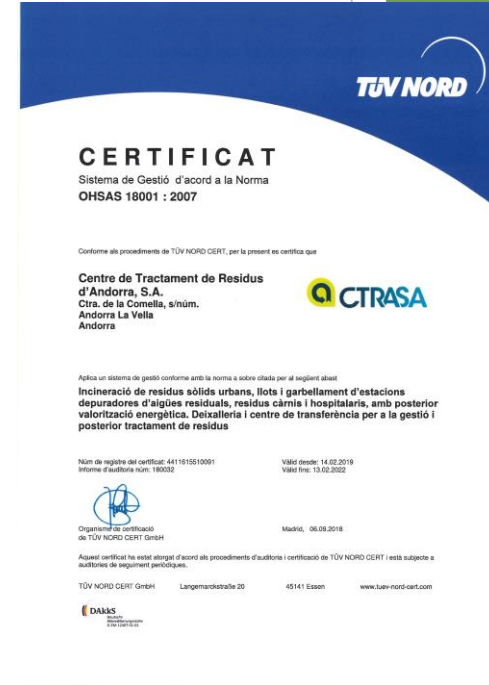 TÜV NORD
CERTIFICAT
Sistema de Gestió d'acord a la Norma
OHSAS 18001 : 2007
Conforme als procediments de TÜV NORD CERT, per la present es certifica que
Centre de Tractament de Residus
d'Andorra, S.A.
Ctra. de la Comella, s/núm.
Andorra La Vella
Andorra
CTRASA
Aplica un sistema de gestió conforme amb la norma a sobre citada per al següent abast
Incineració de residus sòlids urbans, llots i garbellament d'estacions
depuradores d'aigües residuals, residus càrnis i hospitalaris, amb posterior
valorització energètica. Deixalleria i centre de transferència per a la gestió i
posterior tractament de residus
Núm de registre del certificat: 4411615510091
Informe d'auditoria núm: 180032
Vàlid desde: 14.02.2019
Vàlid fins: 13.02.2022
Organisme de certificació
de TÜV NORD CERT GmbH
Madrid, 06.09.2018
Aquest certificat ha estat atorgat d'acord als procediments d'auditoria i certificació de TÜV NORD CERT i està subjecte a
auditories de seguiment periòdiques.
TÜV NORD CERT GmbH Langemarckstraße 20 45141 Essen www.tuev-nord-cert.com
DAkkS